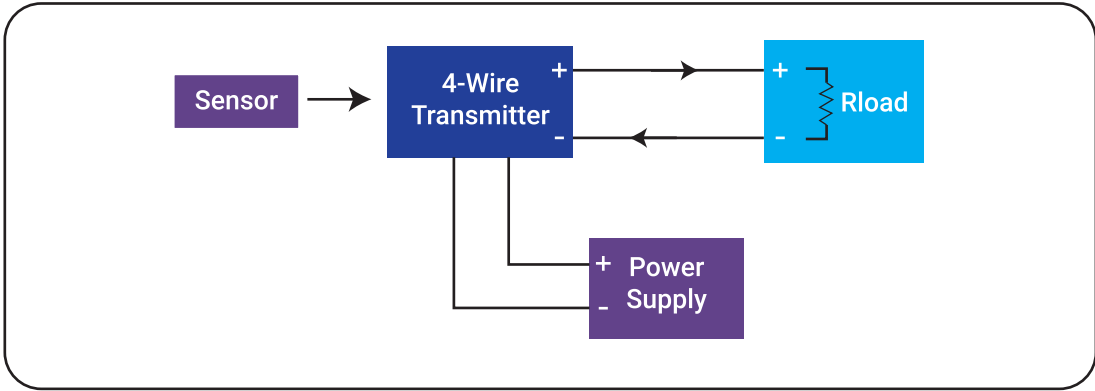 Sensor
4-Wire
Transmitter
+
-
+
-
Rload
+
-
Power
Supply